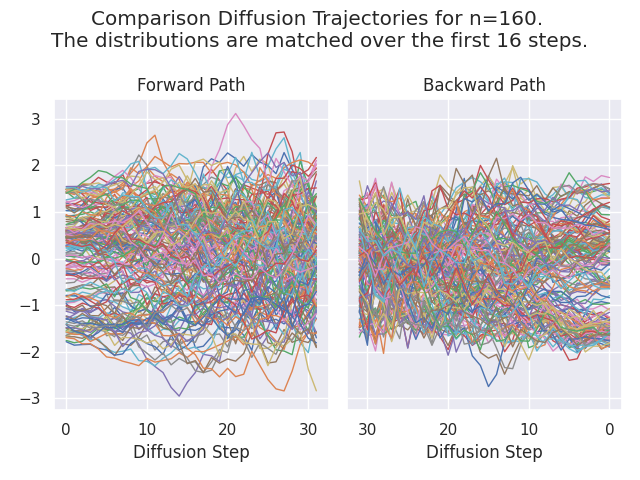 Comparison Diffusion Trajectories for n=160.
The distributions are matched over the first 16 steps.
Forward Path
Backward Path
3
2
1
0
−1
−2
−3
0 10 20 30
30 20 10 0
Diffusion Step
Diffusion Step